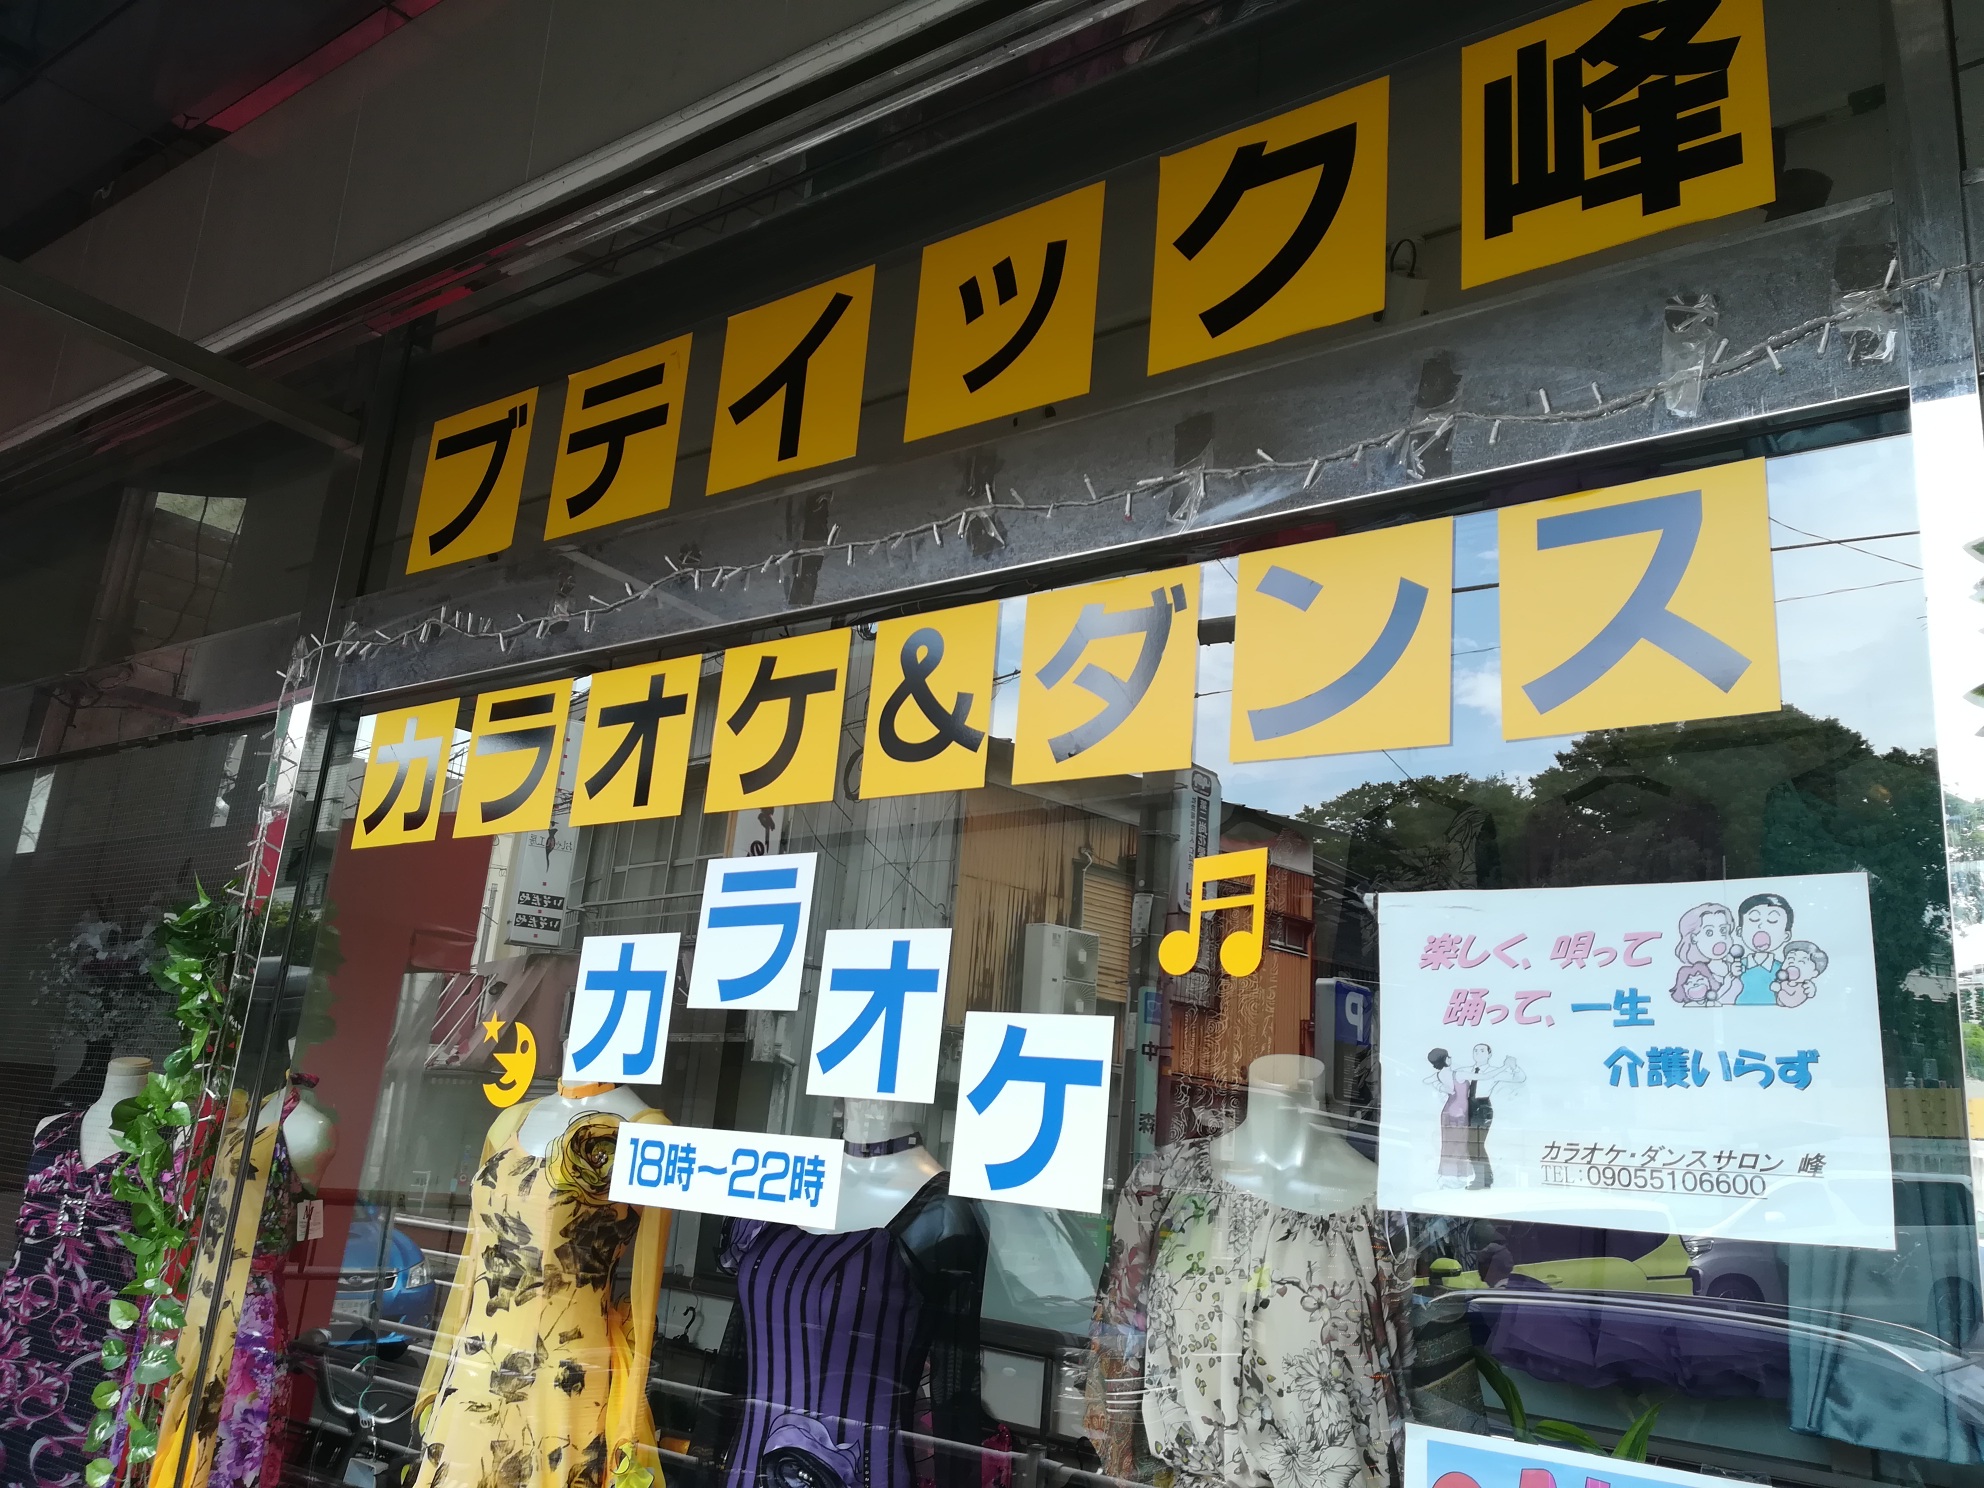 ブティック峰
カラオケ&ダンス
カラオケ
18時～22時
楽しく、唄って
踊って、一生
介護いらず
カラオケ・ダンスサロン 峰
TEL:09055106600